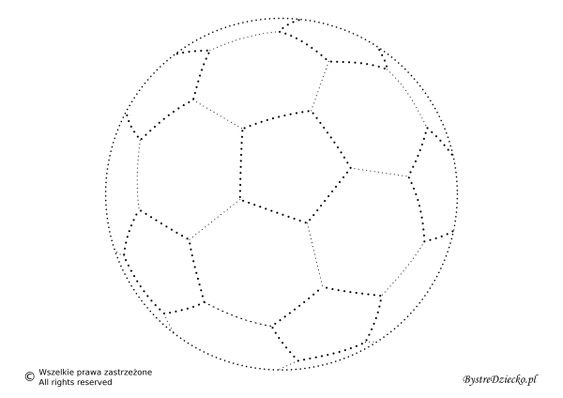 © Wszelkie prawa zastrzeżone
All rights reserved
BystreDziecko.pl